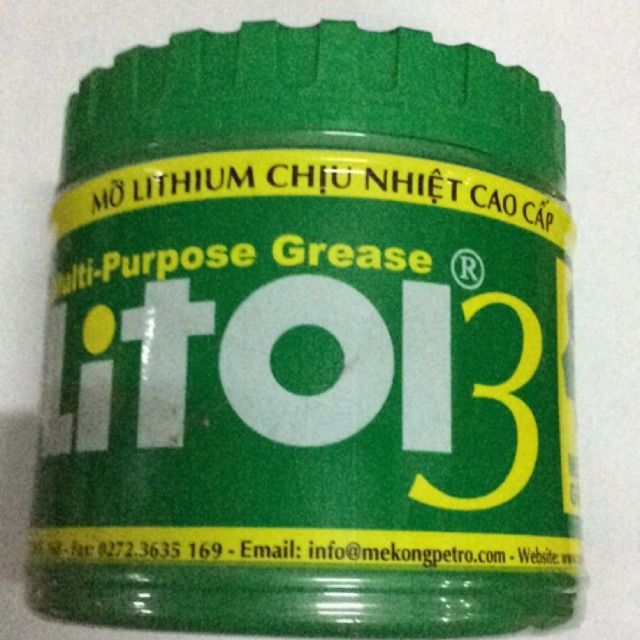 MỠ LITHIUM CHỊU NHIỆT CAO CẤP
Multi-Purpose Grease
Litol®3
Fax: 0272.3635 169 - Email: info@mekongpetro.com - Website: